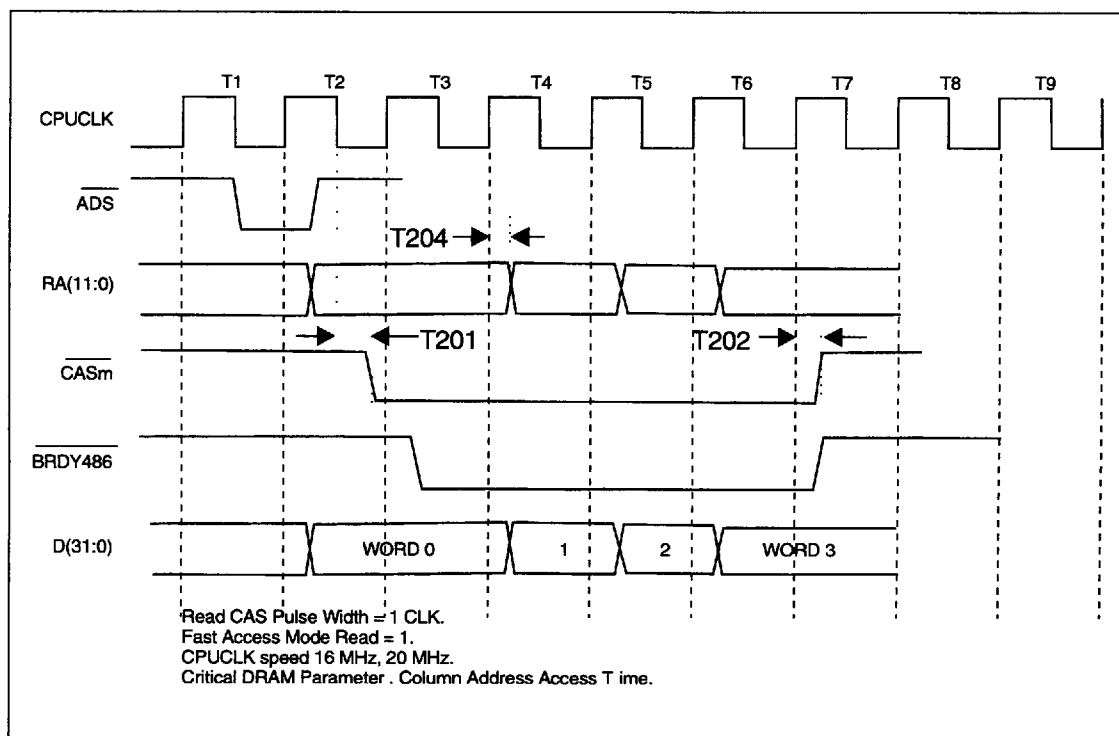 T1 T2 T3 T4 T5 T6 T7 T8 T9
CPUCLK
ADS
T204
RA(11:0)
T201 T202
CASm
BRDY486
D(31:0) WORD 0 1 2 WORD 3
Read CAS Pulse Width = 1 CLK.
Fast Access Mode Read = 1.
CPUCLK speed 16 MHz, 20 MHz.
Critical DRAM Parameter . Column Address Access T ime.